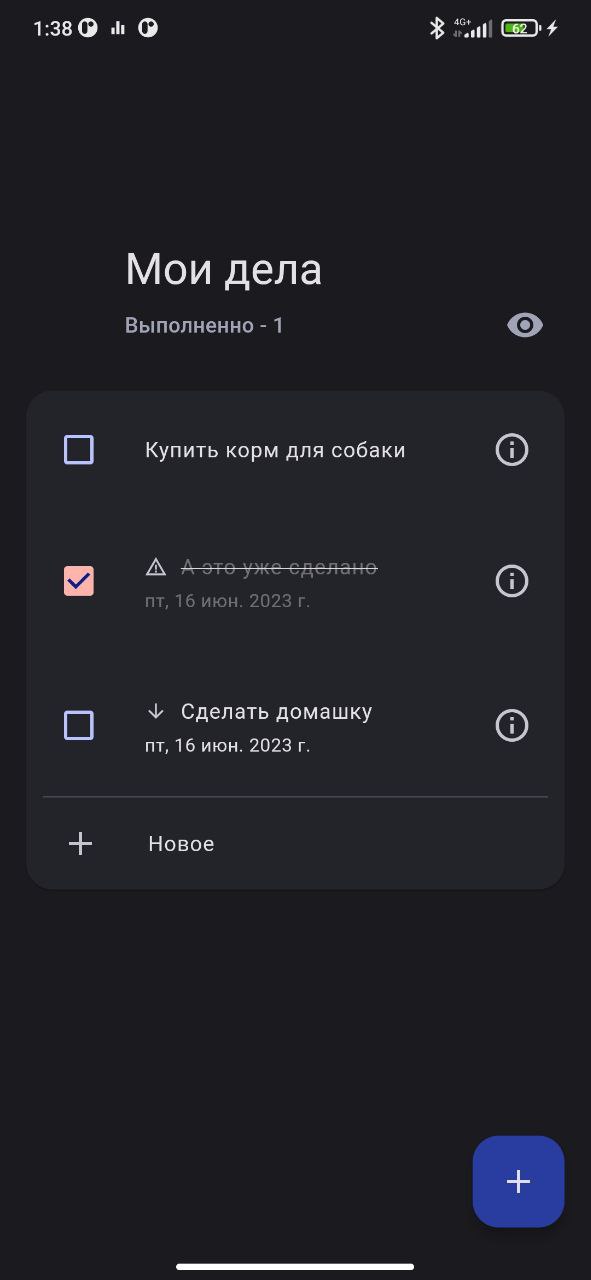 1:38
4G+
62
Мои дела
Выполненно - 1
Купить корм для собаки
А это уже сделано
пт, 16 июн. 2023 г.
Сделать домашку
пт, 16 июн. 2023 г.
Новое